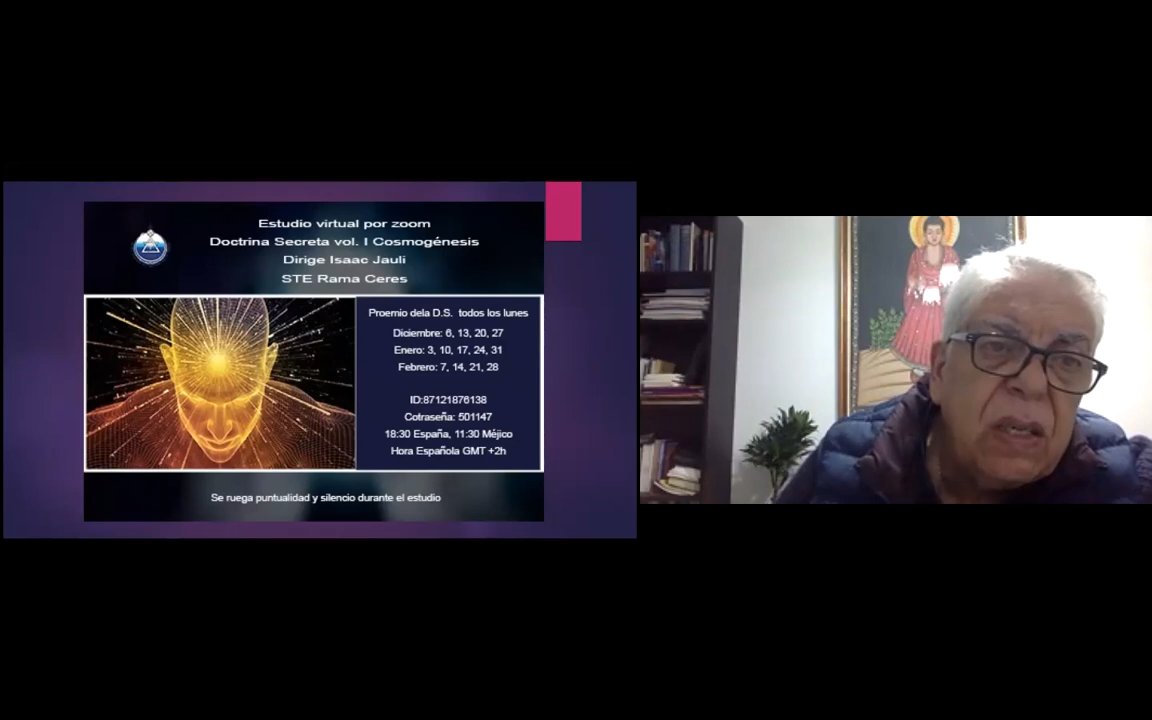 Estudio virtual por zoom
Doctrina Secreta vol. I Cosmogénesis
Dirige Isaac Jauli
STE Rama Ceres
Proemio dela D.S. todos los lunes
Diciembre: 6, 13, 20, 27
Enero: 3, 10, 17, 24, 31
Febrero: 7, 14, 21, 28
ID:87121876138
Cotraseña: 501147
18:30 España, 11:30 Méjico
Hora Española GMT +2h
Se ruega puntualidad y silencio durante el estudio